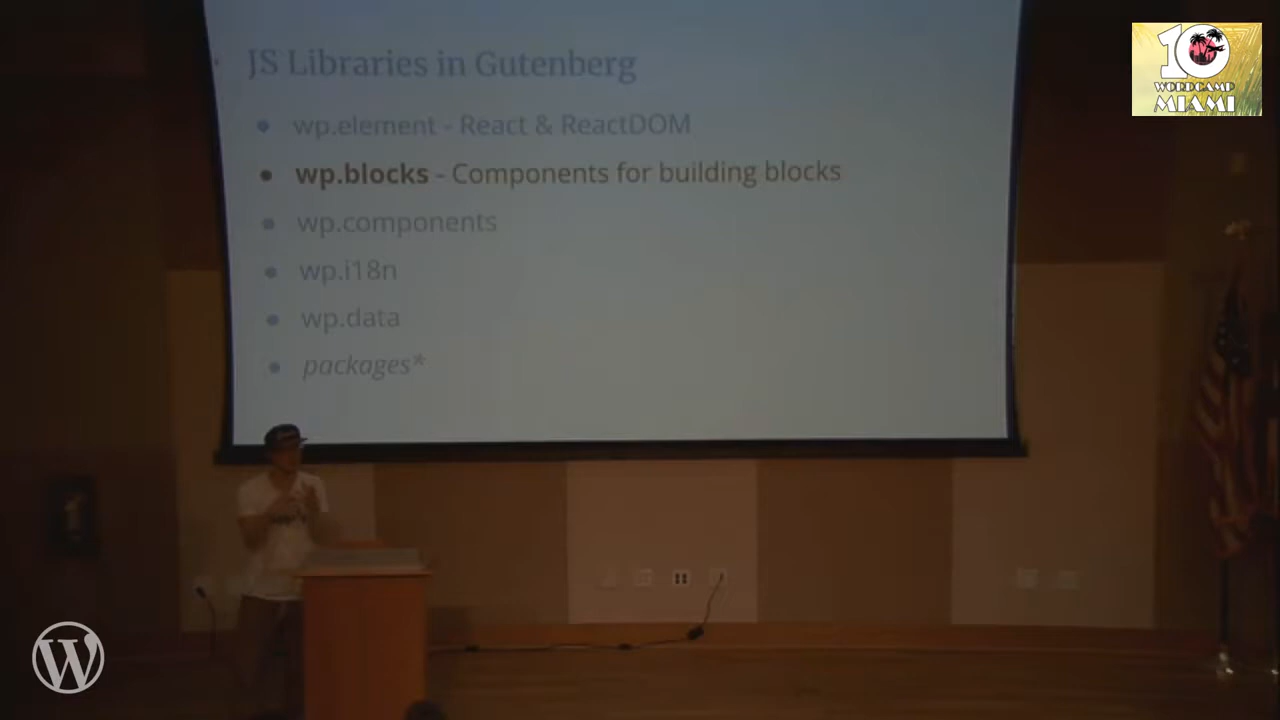 JS Libraries in Gutenberg
wp.element - React & ReactDOM
wp.blocks - Components for building blocks
wp.components
wp.i18n
wp.data
packages*
10
WORDCAMP
MIAMI